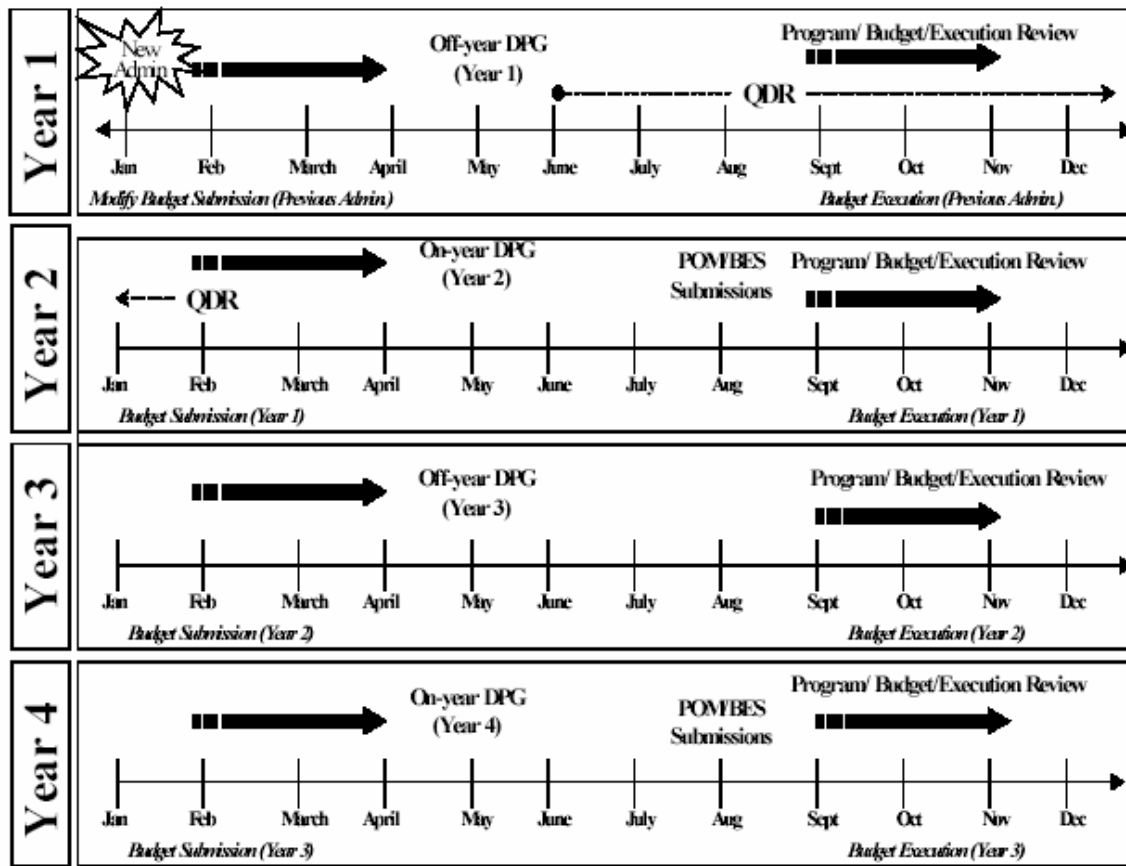 Year 1
New
Admin
Off-year DPG
(Year 1)
Program/ Budget/Execution Review
QDR
Jan Feb March April May June July Aug Sept Oct Nov Dec
Modify Budget Submission (Previous Admin.)
Budget Execution (Previous Admin.)
Year 2
On-year DPG
(Year 2)
POM/BES
Submissions
Program/ Budget/Execution Review
QDR
Jan Feb March April May June July Aug Sept Oct Nov Dec
Budget Submission (Year 1)
Budget Execution (Year 1)
Year 3
Off-year DPG
(Year 3)
Program/ Budget/Execution Review
Jan Feb March April May June July Aug Sept Oct Nov Dec
Budget Submission (Year 2)
Budget Execution (Year 2)
Year 4
On-year DPG
(Year 4)
POM/BES
Submissions
Program/ Budget/Execution Review
Jan Feb March April May June July Aug Sept Oct Nov Dec
Budget Submission (Year 3)
Budget Execution (Year 3)